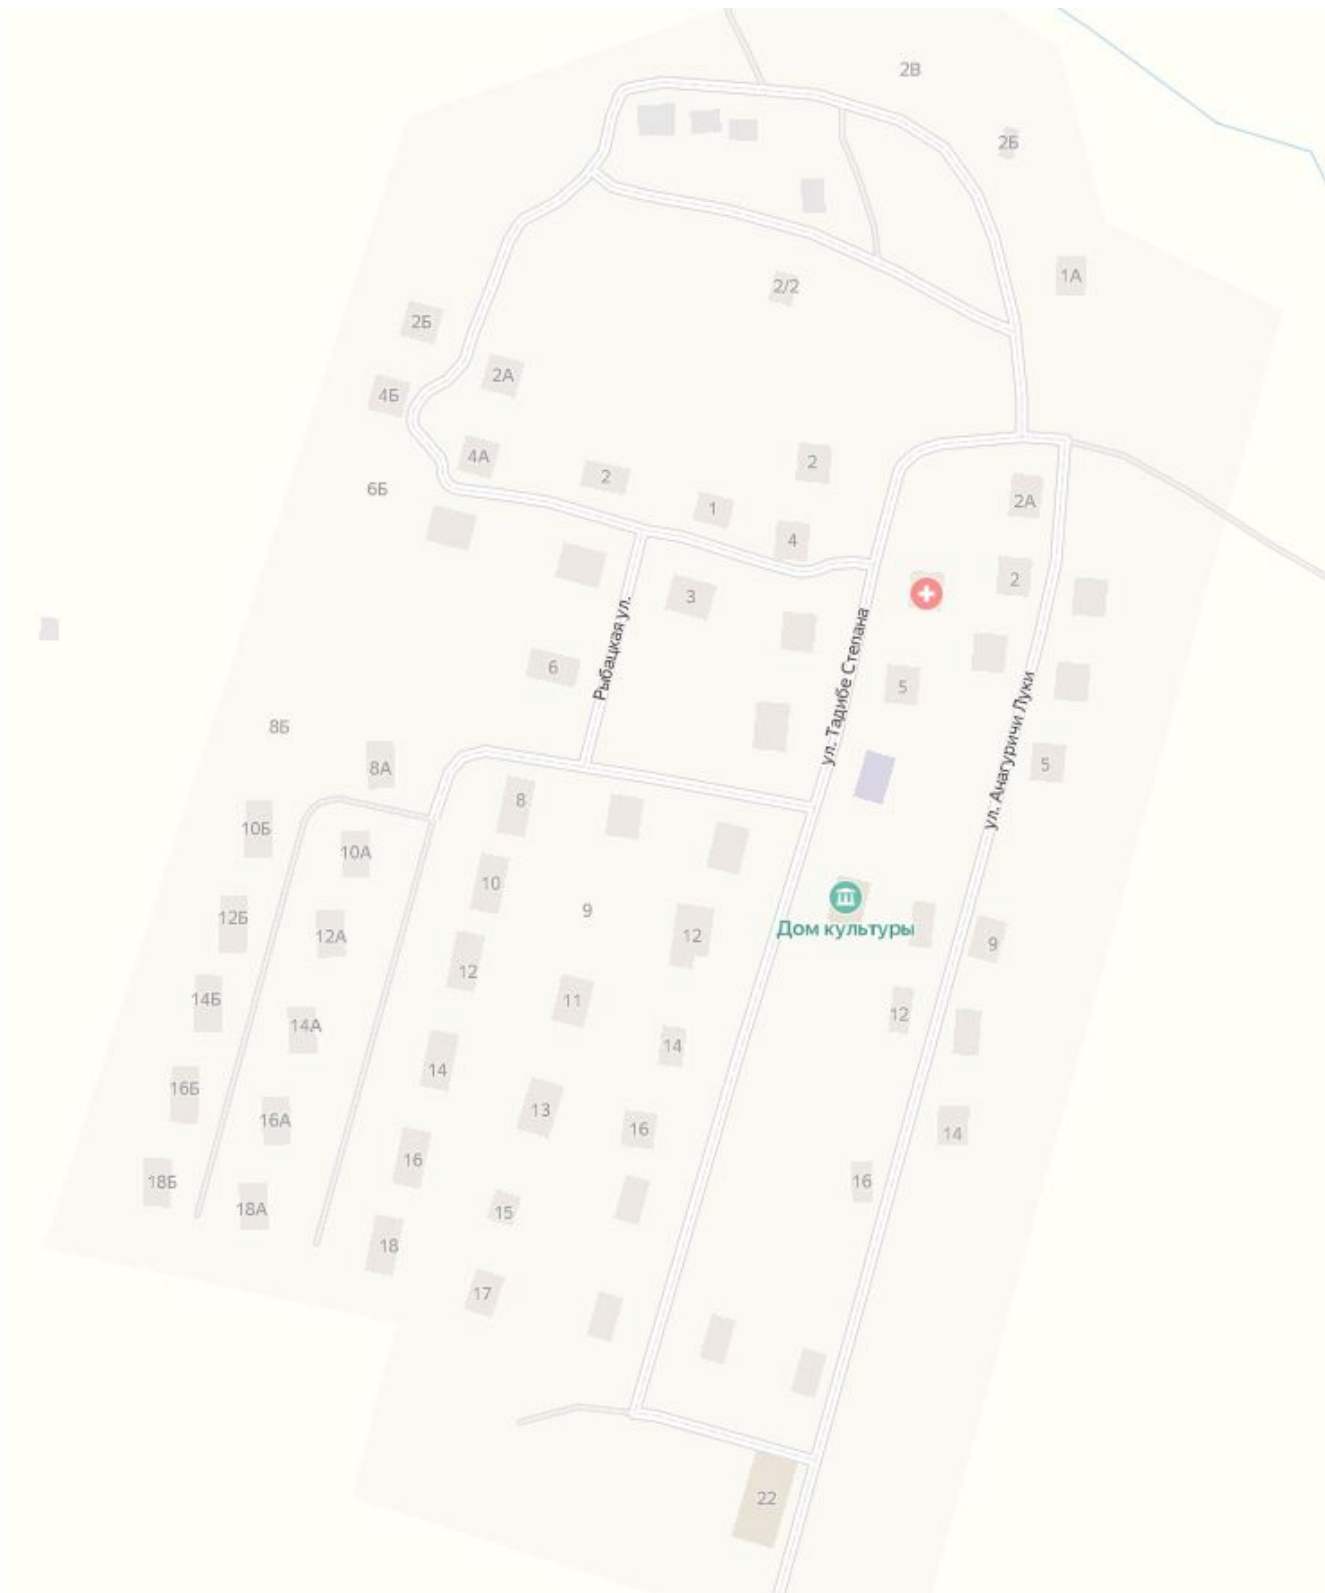 2В
2Б
1А
2/2
2Б
2А
4Б
4А
2
2
1
2А
6Б
4
2
3
Рыбацкая ул.
ул. Тадибе Степана
6
5
ул. Анагуричи Луки
8Б
8А
5
8
10Б
10А
10
9
12Б
12А
12
Дом культуры
9
12
14Б
11
12
14А
14
14
16Б
13
16А
16
14
16
18Б
16
18А
15
18
17
22